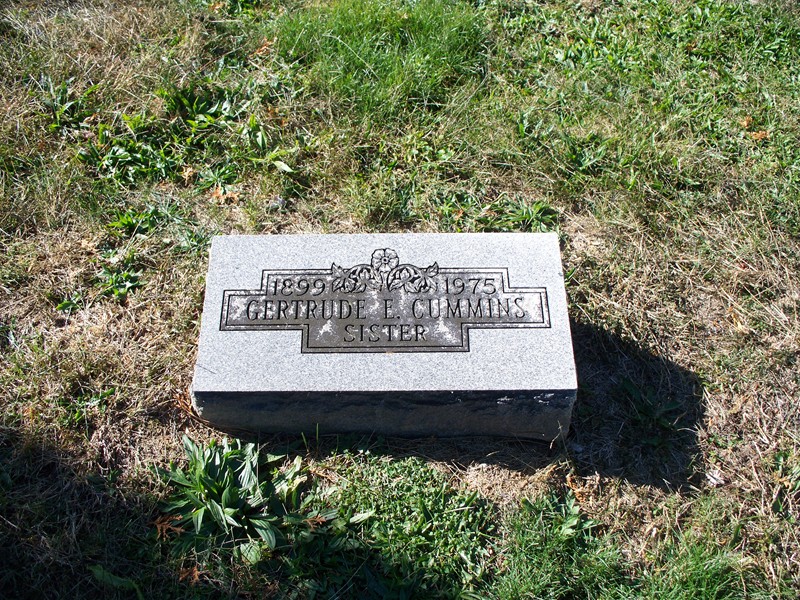 1899 1975
GERTRUDE E. CUMMINS
SISTER